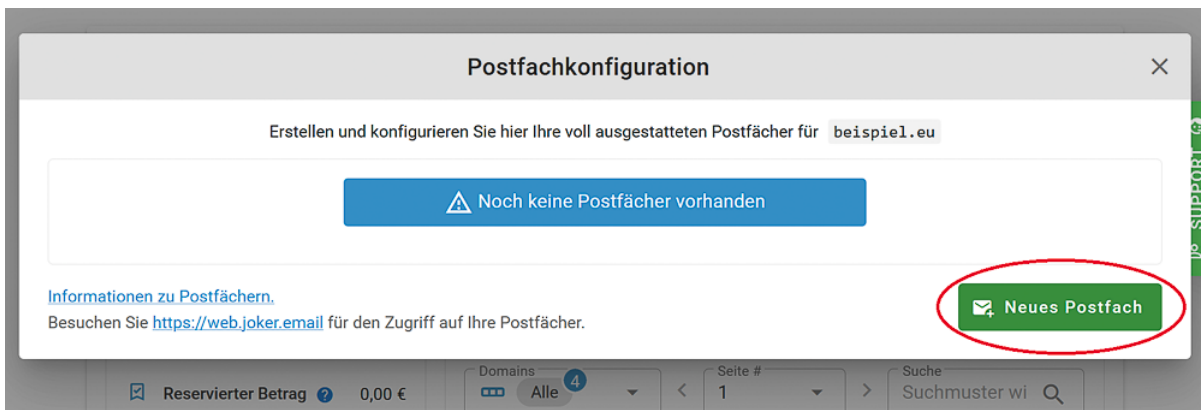 Postfachkonfiguration
Erstellen und konfigurieren Sie hier Ihre voll ausgestatteten Postfächer für beispiel.eu
Noch keine Postfächer vorhanden
SUPPORT
Informationen zu Postfächern.
Besuchen Sie https://web.joker.email für den Zugriff auf Ihre Postfächer.
Neues Postfach
Domains
Seite #
Suche
Reservierter Betrag ? 0,00 €
Alle 4
< 1 >
Suchmuster wi